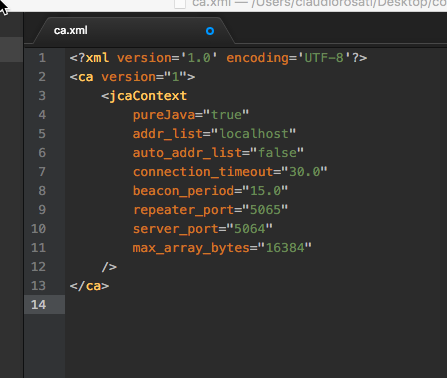 ca.xml — /Users/claudiorosati/Desktop/co
ca.xml
1 <?xml version='1.0' encoding='UTF-8'?>
2 <ca version="1">
3     <jcaContext
4         pureJava="true"
5         addr_list="localhost"
6         auto_addr_list="false"
7         connection_timeout="30.0"
8         beacon_period="15.0"
9         repeater_port="5065"
10         server_port="5064"
11         max_array_bytes="16384"
12     />
13 </ca>
14